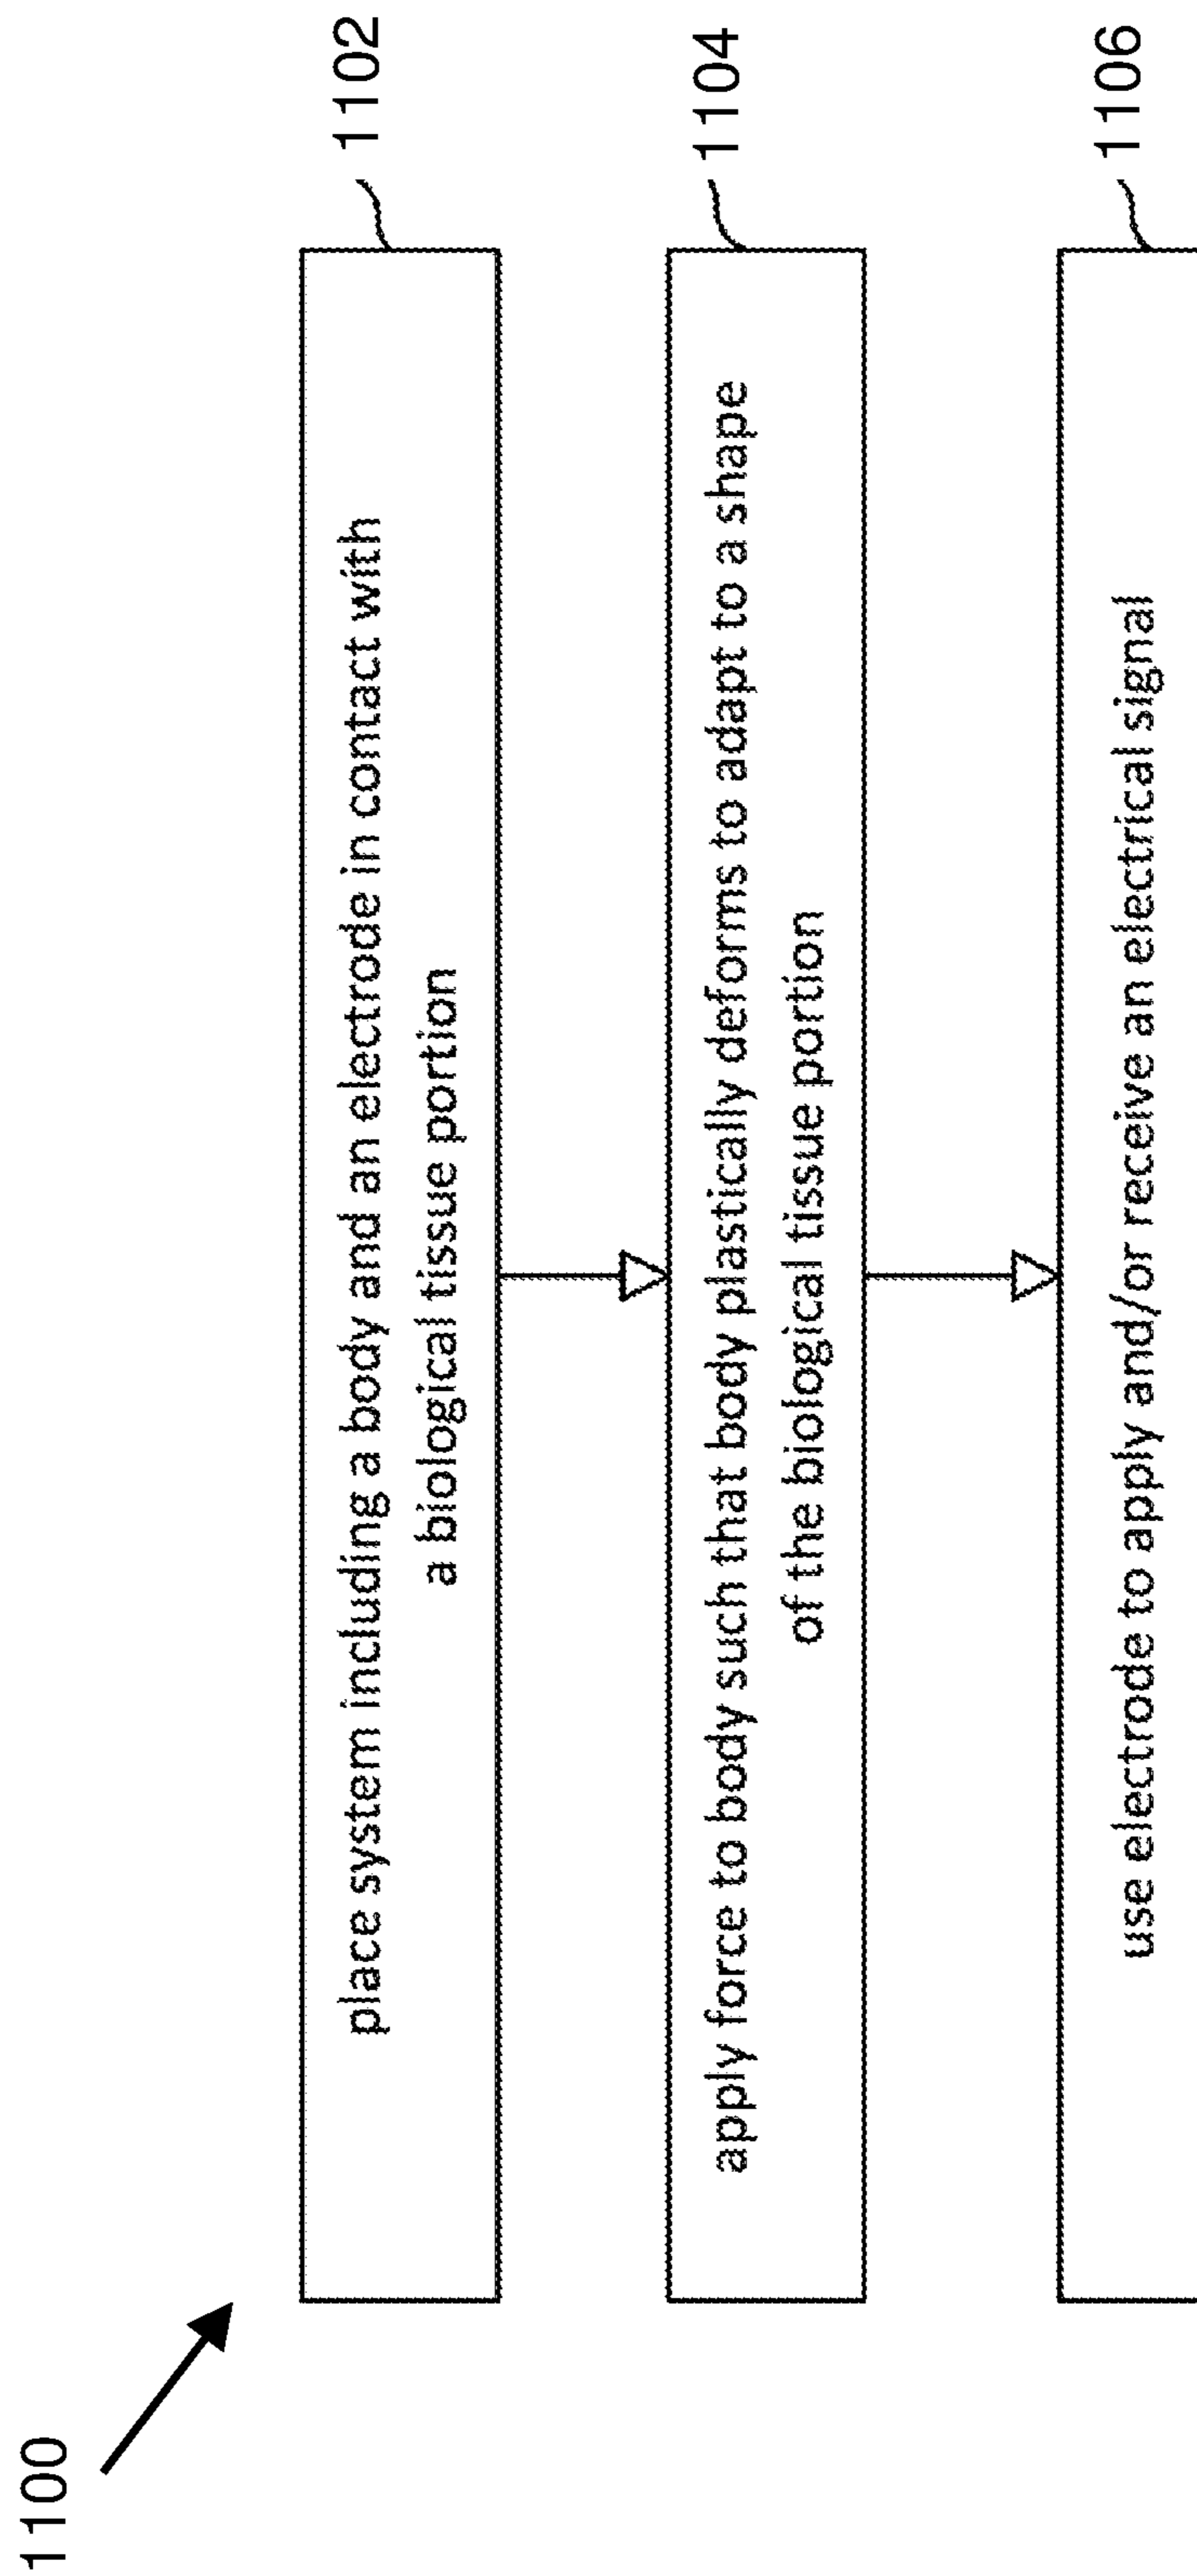 1100
place system including a body and an electrode in contact with
a biological tissue portion
1102
apply force to body such that body plastically deforms to adapt to a shape
of the biological tissue portion
1104
use electrode to apply and/or receive an electrical signal
1106